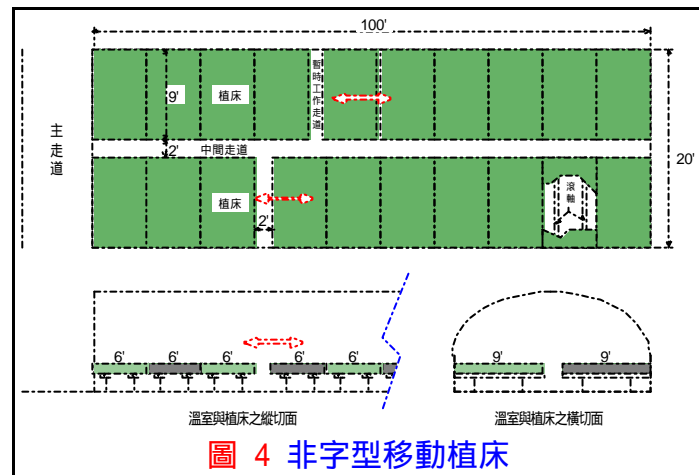 100'
主走道
9'
植床
暫時工作走道
2'
中間走道
20'
植床
2'
滾軸
6' 6' 6' 6' 6'
9' 9'
溫室與植床之縱切面
溫室與植床之橫切面
圖 4 非字型移動植床